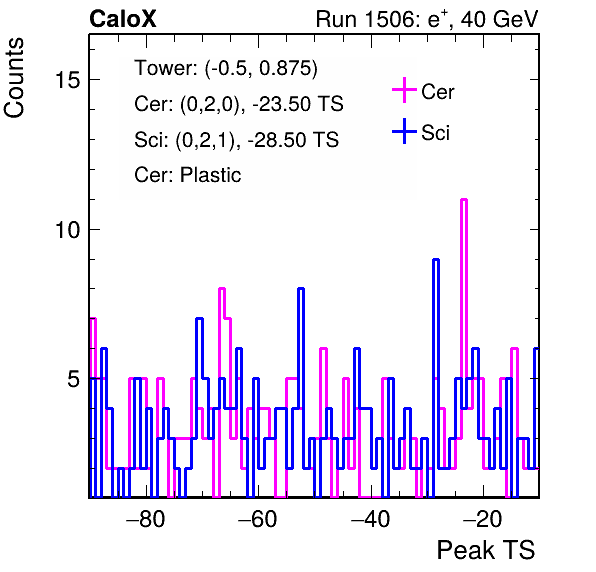 CaloX Run 1506: e⁺, 40 GeV
Counts
Tower: (-0.5, 0.875)
Cer: (0,2,0), -23.50 TS
Sci: (0,2,1), -28.50 TS
Cer: Plastic
Cer
Sci
15
10
5
−80 −60 −40 −20
Peak TS